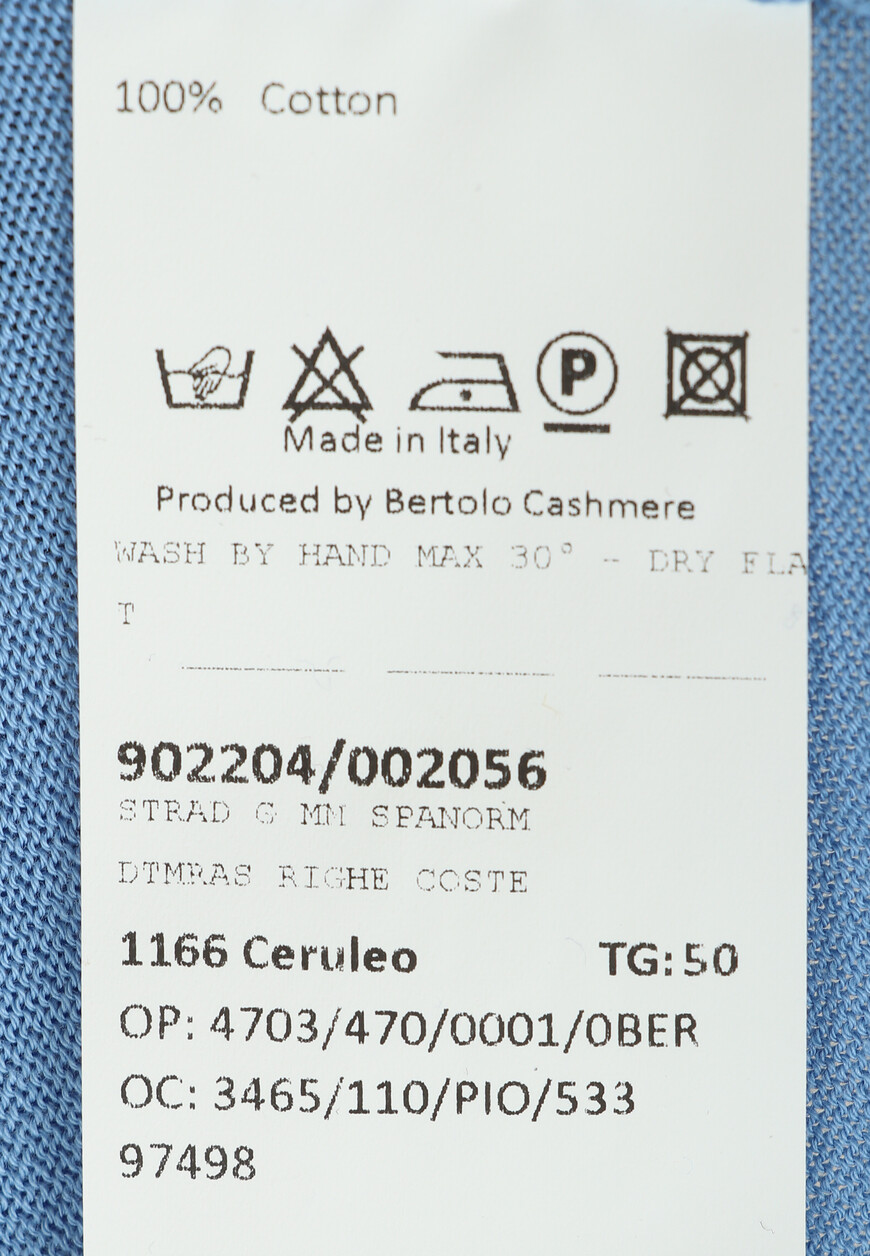 100% Cotton
P
Made in Italy
Produced by Bertolo Cashmere
WASH BY HAND MAX 30° - DRY FLA
T
902204/002056
STRAD G MM SPANORM
DTMRAS RIGHE COSTE
1166 Ceruleo TG: 50
OP: 4703/470/0001/0BER
OC: 3465/110/PIO/533
97498